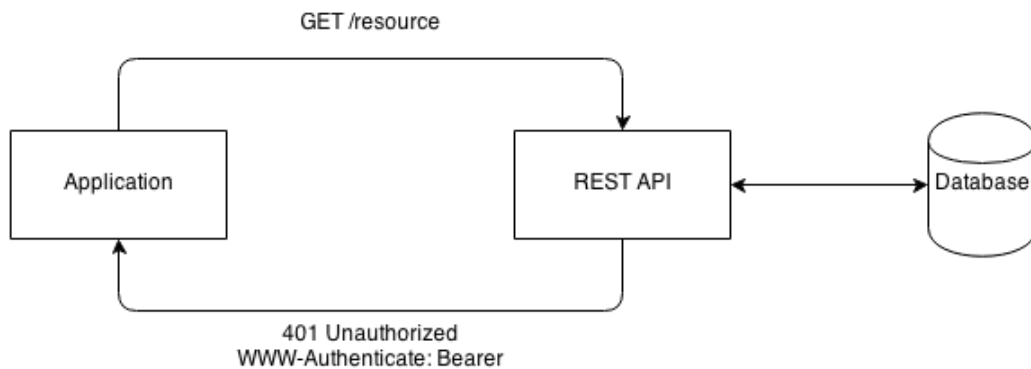 GET /resource
Application
REST API
Database
401 Unauthorized
WWW-Authenticate: Bearer